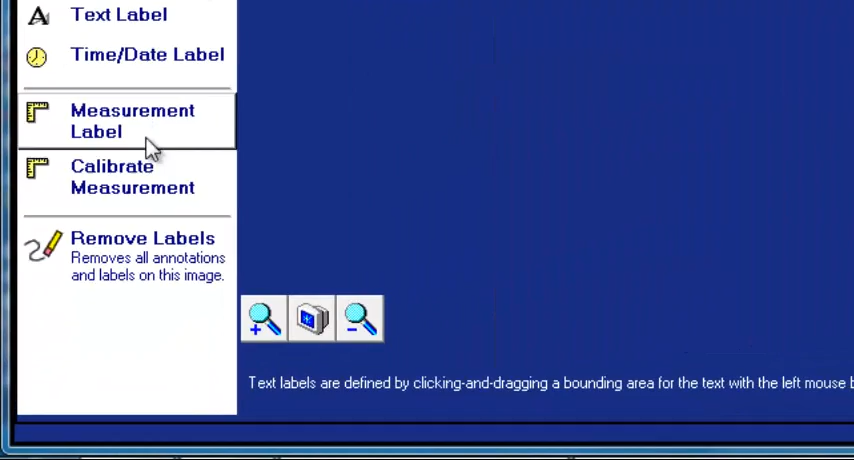 Text Label
Time/Date Label
Measurement
Label
Calibrate
Measurement
Remove Labels
Removes all annotations
and labels on this image.
Text labels are defined by clicking-and-dragging a bounding area for the text with the left mouse